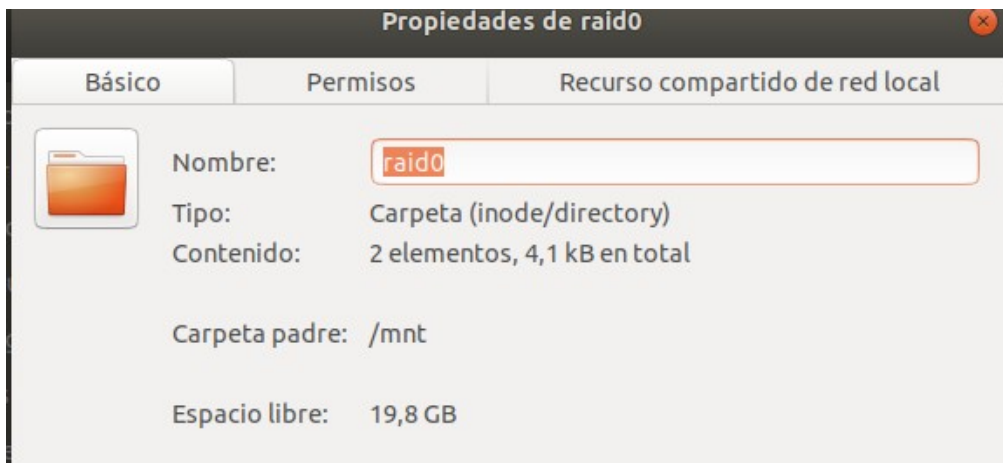 Propiedades de raid0
Básico Permisos Recurso compartido de red local
Nombre: raid0
Tipo: Carpeta (inode/directory)
Contenido: 2 elementos, 4,1 kB en total
Carpeta padre: /mnt
Espacio libre: 19,8 GB